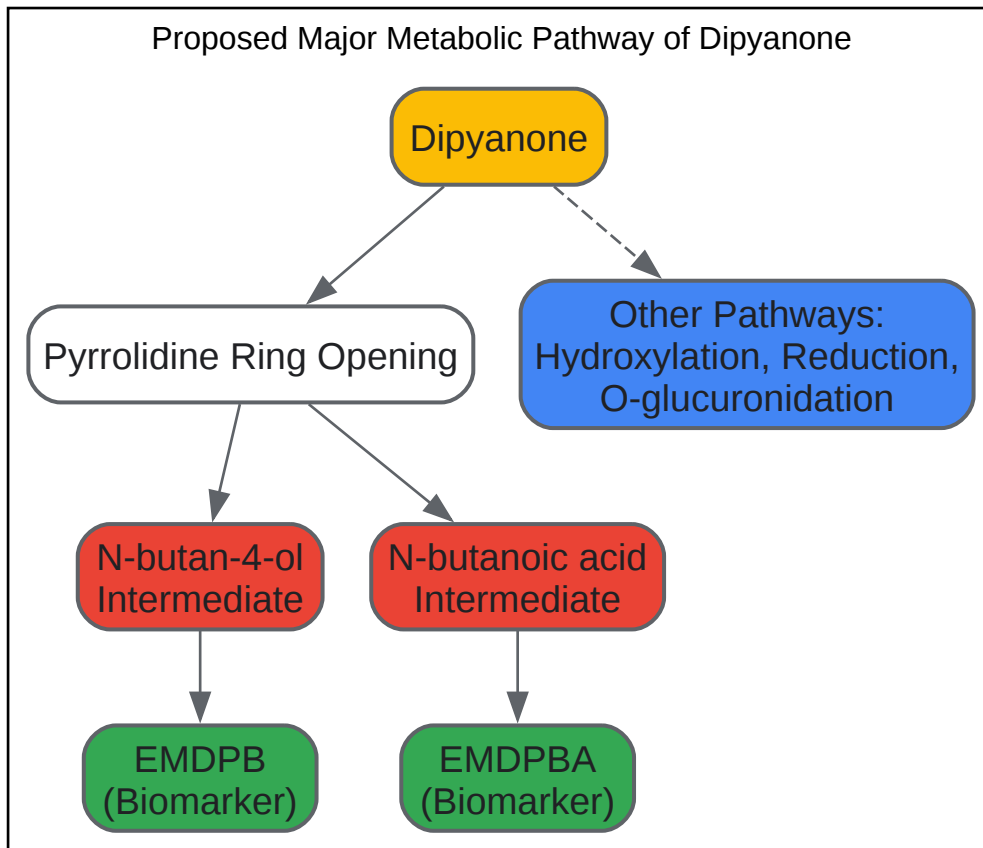 Proposed Major Metabolic Pathway of Dipyanone
Dipyanone
Pyrrolidine Ring Opening
Other Pathways:
Hydroxylation, Reduction,
O-glucuronidation
N-butan-4-ol
Intermediate
N-butanoic acid
Intermediate
EMDPB
(Biomarker)
EMDPBA
(Biomarker)